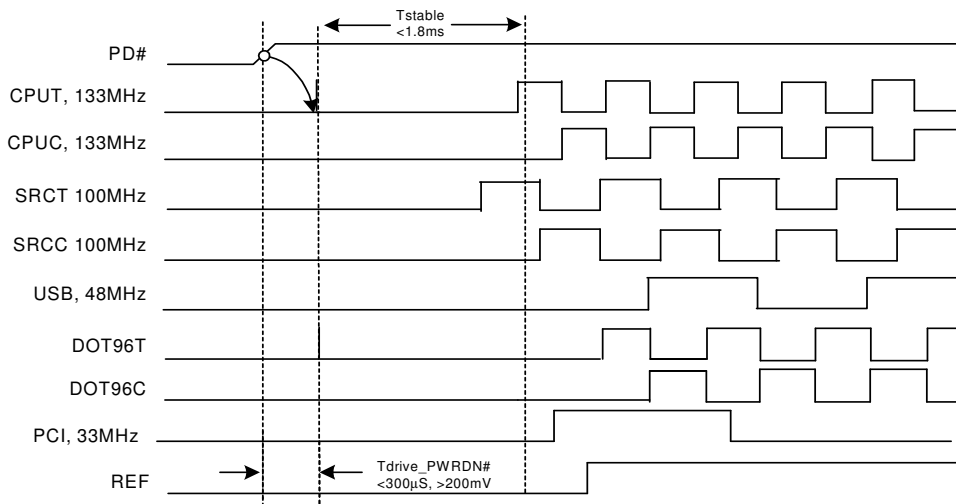 Tstable
<1.8ms
PD#
CPUT, 133MHz
CPUC, 133MHz
SRCT 100MHz
SRCC 100MHz
USB, 48MHz
DOT96T
DOT96C
PCI, 33MHz
Tdrive_PWRDN#
<300µS, >200mV
REF